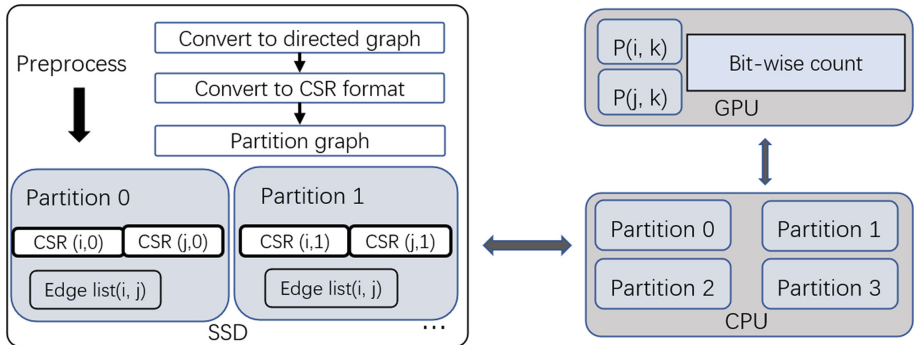 Preprocess
Convert to directed graph
Convert to CSR format
Partition graph
Partition 0
CSR (i,0)
CSR (j,0)
Edge list(i, j)
Partition 1
CSR (i,1)
CSR (j,1)
Edge list(i, j)
...
SSD
P(i, k)
P(j, k)
Bit-wise count
GPU
Partition 0
Partition 1
Partition 2
Partition 3
CPU